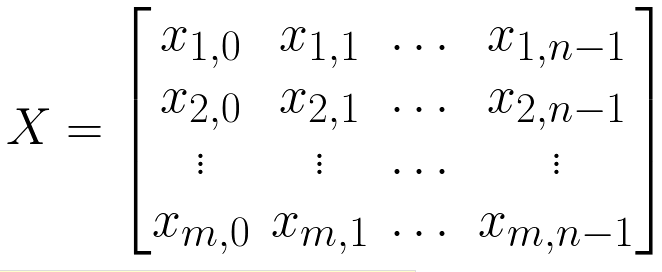 X = [ x_{1,0} x_{1,1} … x_{1,n−1}
x_{2,0} x_{2,1} … x_{2,n−1}
⋮ ⋮ … ⋮
x_{m,0} x_{m,1} … x_{m,n−1} ]